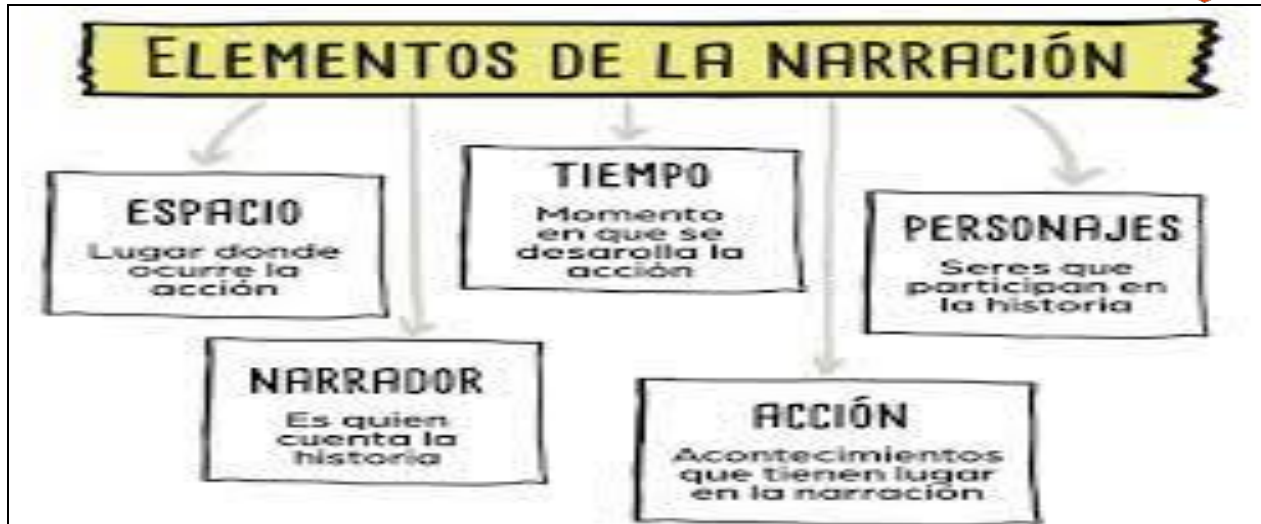 ELEMENTOS DE LA NARRACIÓN
ESPACIO
Lugar donde
ocurre la
acción
TIEMPO
Momento
en que se
desarolla la
acción
PERSONAJES
Seres que
participan en
la historia
NARRADOR
Es quien
cuenta la
historia
ACCIÓN
Acontecimientos
que tienen lugar
en la narración